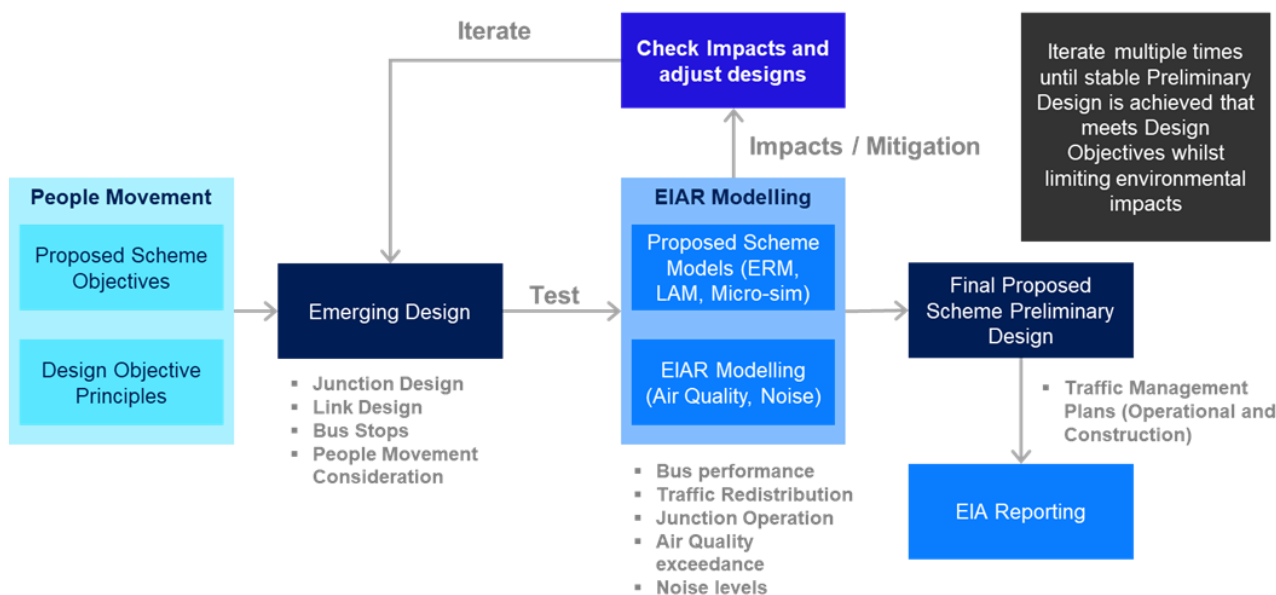 Iterate
Check Impacts and
adjust designs
Iterate multiple times
until stable Preliminary
Design is achieved that
meets Design
Objectives whilst
limiting environmental
impacts
Impacts / Mitigation
People Movement
Proposed Scheme
Objectives
Design Objective
Principles
Emerging Design
▪ Junction Design
▪ Link Design
▪ Bus Stops
▪ People Movement
Consideration
Test
EIAR Modelling
Proposed Scheme
Models (ERM,
LAM, Micro-sim)
EIAR Modelling
(Air Quality, Noise)
▪ Bus performance
▪ Traffic Redistribution
▪ Junction Operation
▪ Air Quality
exceedance
▪ Noise levels
Final Proposed
Scheme Preliminary
Design
▪ Traffic Management
Plans (Operational and
Construction)
EIA Reporting